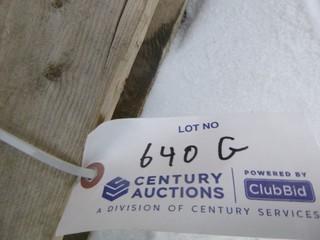 LOT NO
640 G
CENTURY AUCTIONS
POWERED BY ClubBid
A DIVISION OF CENTURY SERVICES